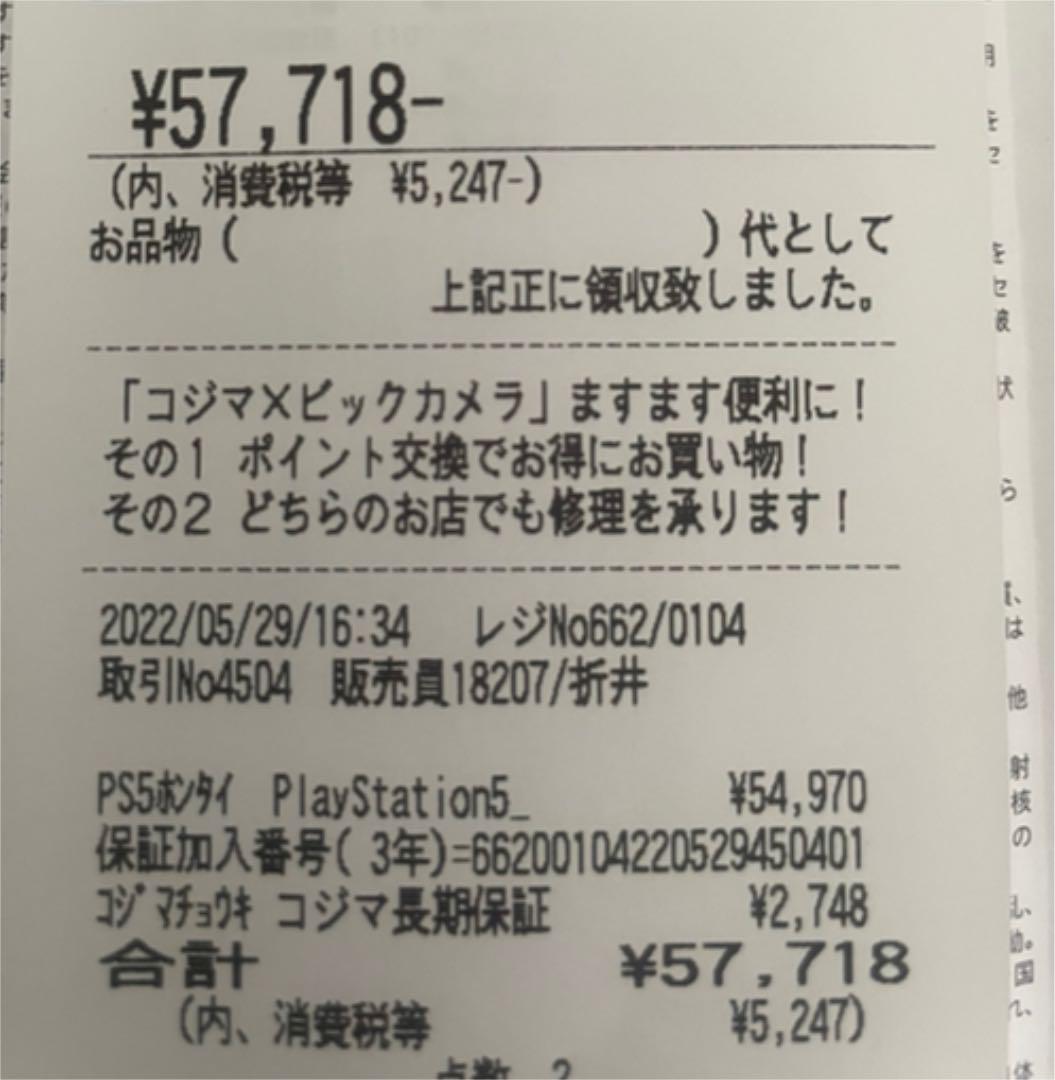 ¥57,718-
(内、消費税等 ¥5,247-)
お品物( )代として
上記正に領収致しました。
「コジマ×ビックカメラ」ますます便利に!
その1 ポイント交換でお得にお買い物!
その2 どちらのお店でも修理を承ります!
2022/05/29/16:34 レジNo662/0104
取引No4504 販売員18207/折井
PS5ホンタイ PlayStation5_ ¥54,970
保証加入番号( 3年)=66200104220529450401
コジマチョウキ コジマ長期保証 ¥2,748
合計 ¥57,718
(内、消費税等 ¥5,247)
点数 2